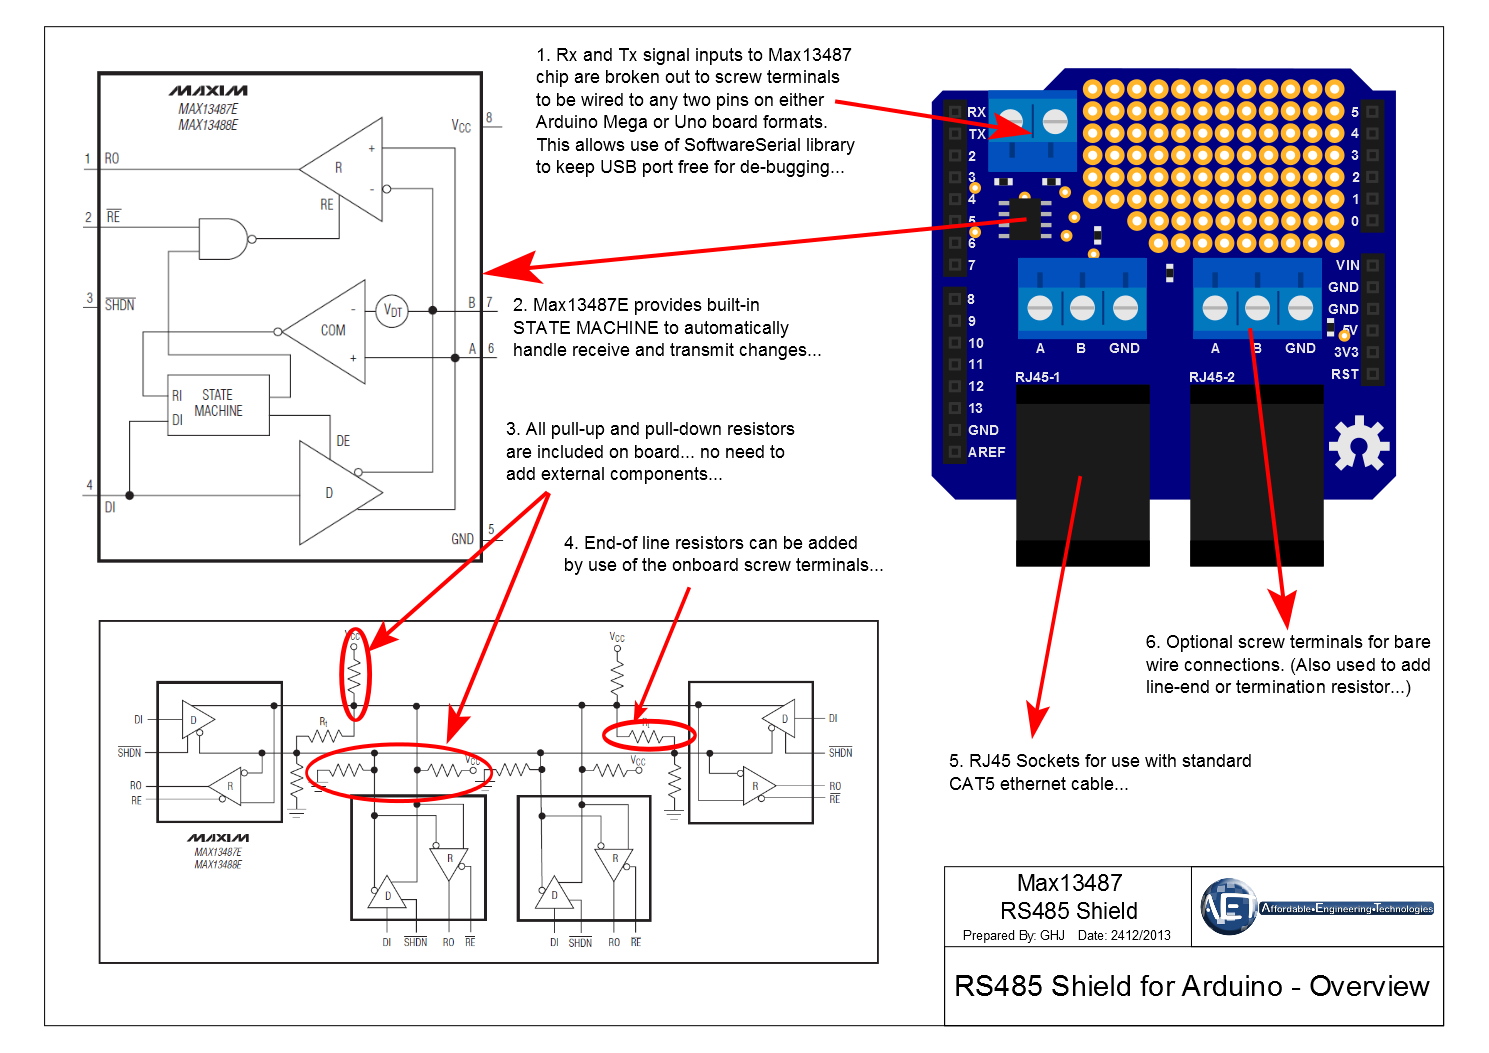 1. Rx and Tx signal inputs to Max13487
chip are broken out to screw terminals
to be wired to any two pins on either
Arduino Mega or Uno board formats.
This allows use of SoftwareSerial library
to keep USB port free for de-bugging...
MAXIM
MAX13487E
MAX13488E
VCC
8
1
RO
R
+
-
RE
2
RE
3
SHDN
COM
-
+
VDT
B
7
A
6
RI
DI
STATE
MACHINE
DE
D
4
DI
GND
5
2. Max13487E provides built-in
STATE MACHINE to automatically
handle receive and transmit changes...
3. All pull-up and pull-down resistors
are included on board... no need to
add external components...
4. End-of line resistors can be added
by use of the onboard screw terminals...
RX
TX
2
3
4
5
6
7
8
9
10
11
12
13
GND
AREF
5
4
3
2
1
0
VIN
GND
GND
5V
3V3
RST
A B GND
A B GND
RJ45-1
RJ45-2
6. Optional screw terminals for bare
wire connections. (Also used to add
line-end or termination resistor...)
5. RJ45 Sockets for use with standard
CAT5 ethernet cable...
VCC
VCC
DI
D
SHDN
RO
RE
R
Rt
Rt
D
DI
SHDN
R
RO
RE
VCC
VCC
MAXIM
MAX13487E
MAX13488E
R
D
R
D
DI SHDN RO RE
DI SHDN RO RE
Max13487
RS485 Shield
Prepared By: GHJ Date: 2412/2013
AET
Affordable•Engineering•Technologies
RS485 Shield for Arduino - Overview